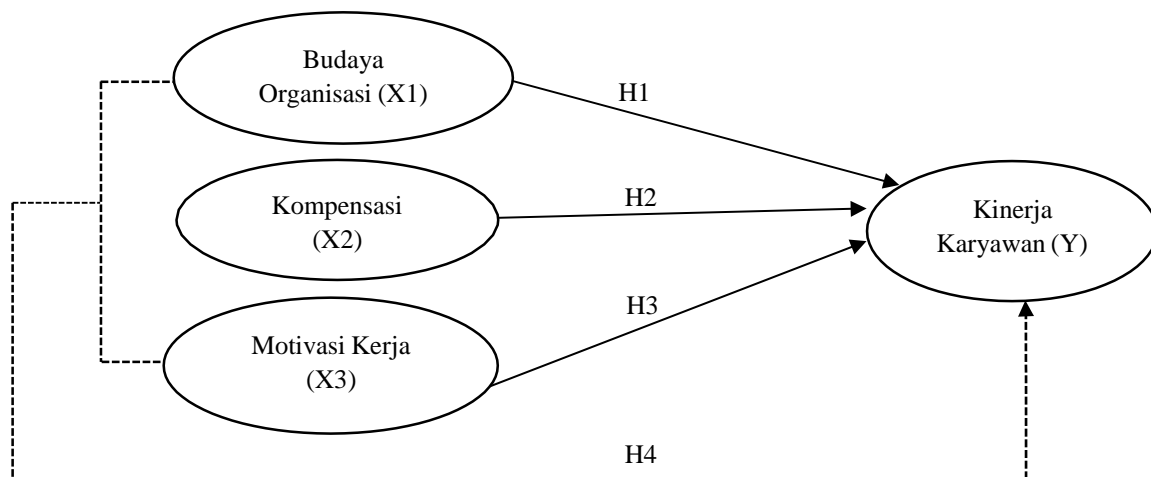 Budaya
Organisasi (X1)
H1
Kompensasi
(X2)
H2
Kinerja
Karyawan (Y)
Motivasi Kerja
(X3)
H3
H4